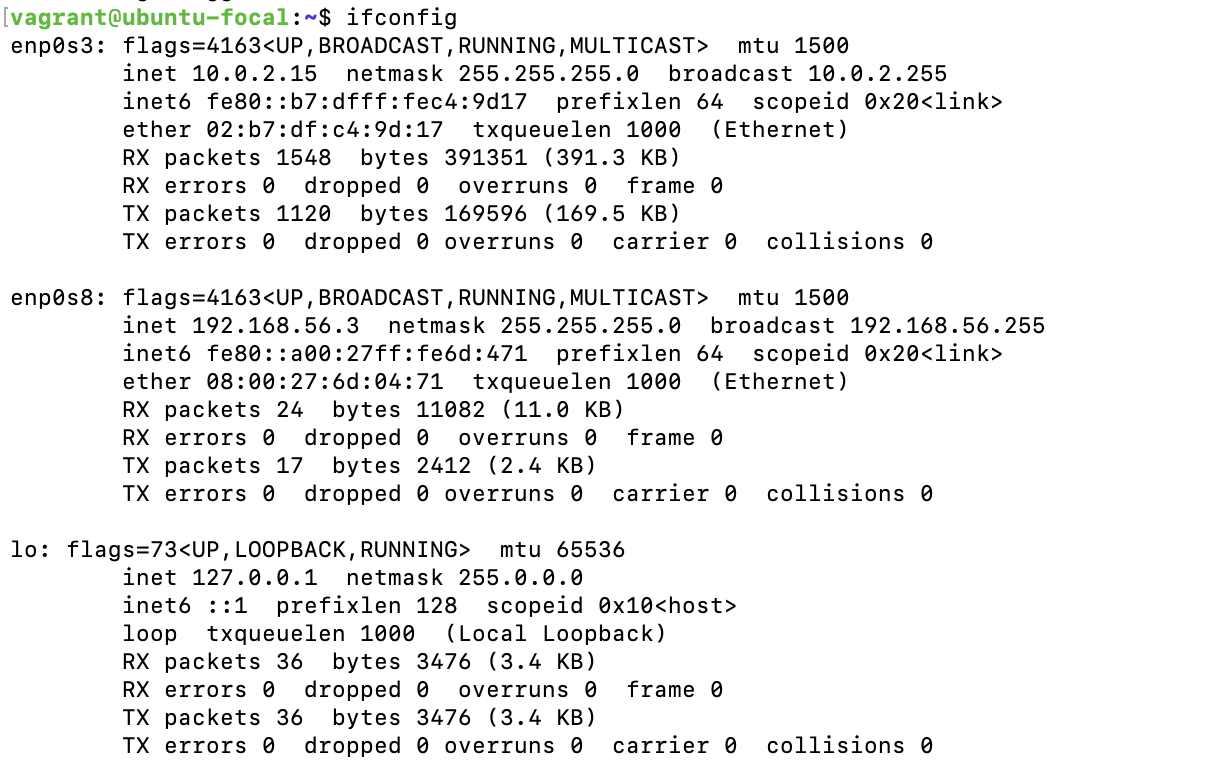 [vagrant@ubuntu-focal:~$ ifconfig
enp0s3: flags=4163<UP,BROADCAST,RUNNING,MULTICAST>  mtu 1500
        inet 10.0.2.15  netmask 255.255.255.0  broadcast 10.0.2.255
        inet6 fe80::b7:dfff:fec4:9d17  prefixlen 64  scopeid 0x20<link>
        ether 02:b7:df:c4:9d:17  txqueuelen 1000  (Ethernet)
        RX packets 1548  bytes 391351 (391.3 KB)
        RX errors 0  dropped 0  overruns 0  frame 0
        TX packets 1120  bytes 169596 (169.5 KB)
        TX errors 0  dropped 0 overruns 0  carrier 0  collisions 0

enp0s8: flags=4163<UP,BROADCAST,RUNNING,MULTICAST>  mtu 1500
        inet 192.168.56.3  netmask 255.255.255.0  broadcast 192.168.56.255
        inet6 fe80::a00:27ff:fe6d:471  prefixlen 64  scopeid 0x20<link>
        ether 08:00:27:6d:04:71  txqueuelen 1000  (Ethernet)
        RX packets 24  bytes 11082 (11.0 KB)
        RX errors 0  dropped 0  overruns 0  frame 0
        TX packets 17  bytes 2412 (2.4 KB)
        TX errors 0  dropped 0 overruns 0  carrier 0  collisions 0

lo: flags=73<UP,LOOPBACK,RUNNING>  mtu 65536
        inet 127.0.0.1  netmask 255.0.0.0
        inet6 ::1  prefixlen 128  scopeid 0x10<host>
        loop  txqueuelen 1000  (Local Loopback)
        RX packets 36  bytes 3476 (3.4 KB)
        RX errors 0  dropped 0  overruns 0  frame 0
        TX packets 36  bytes 3476 (3.4 KB)
        TX errors 0  dropped 0 overruns 0  carrier 0  collisions 0